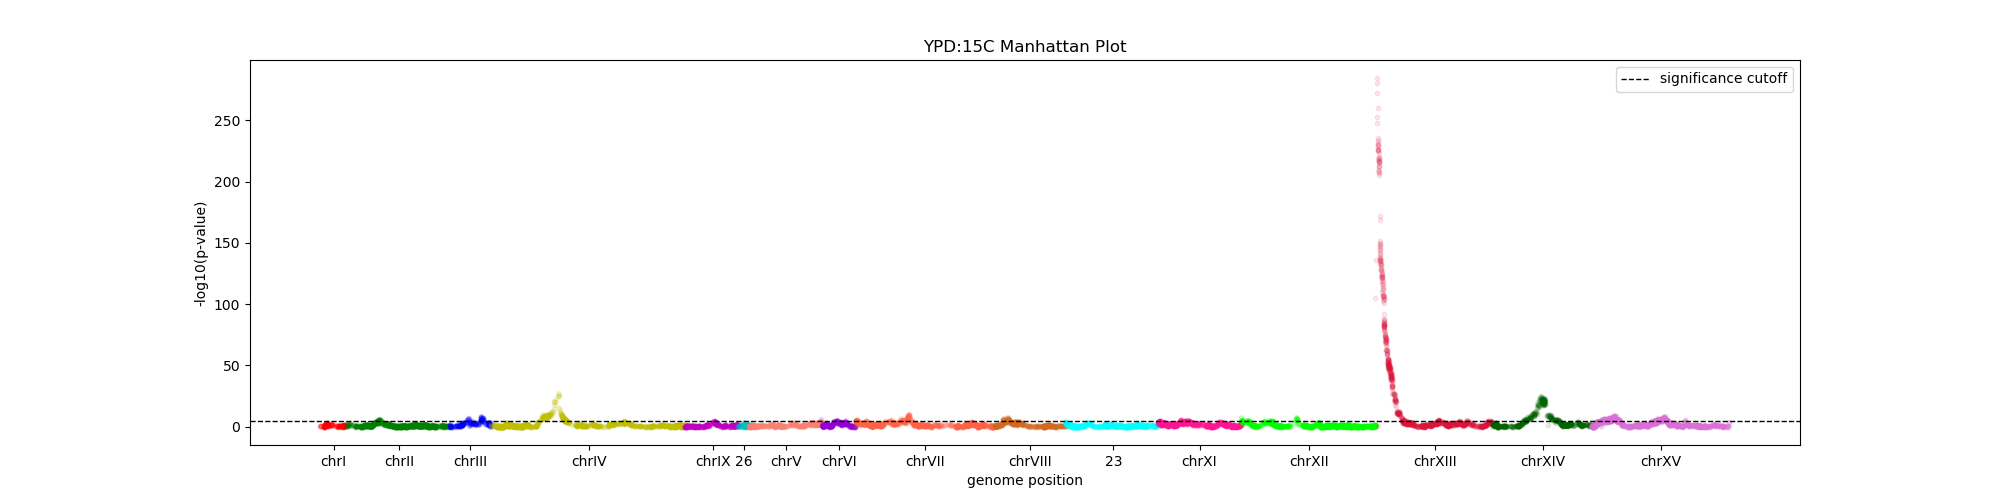 YPD:15C Manhattan Plot
significance cutoff
-log10(p-value)
250
200
150
100
50
0
chrI chrII chrIII chrIV chrIX 26 chrV chrVI chrVII chrVIII 23 chrXI chrXII chrXIII chrXIV chrXV
genome position